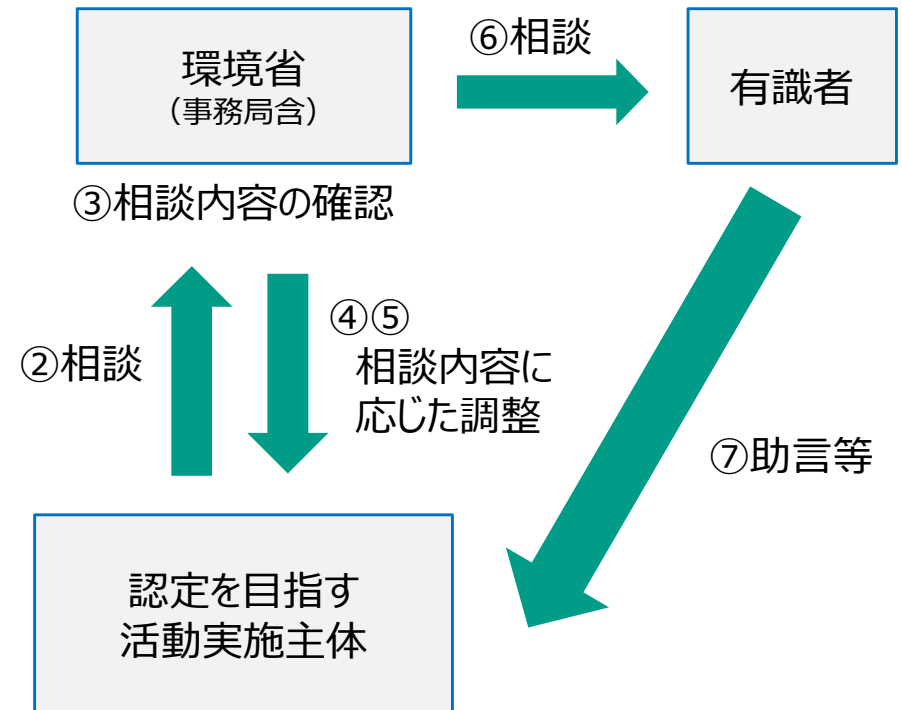 環境省
（事務局含）
⑥相談
有識者
③相談内容の確認
②相談
④⑤
相談内容に
応じた調整
⑦助言等
認定を目指す
活動実施主体